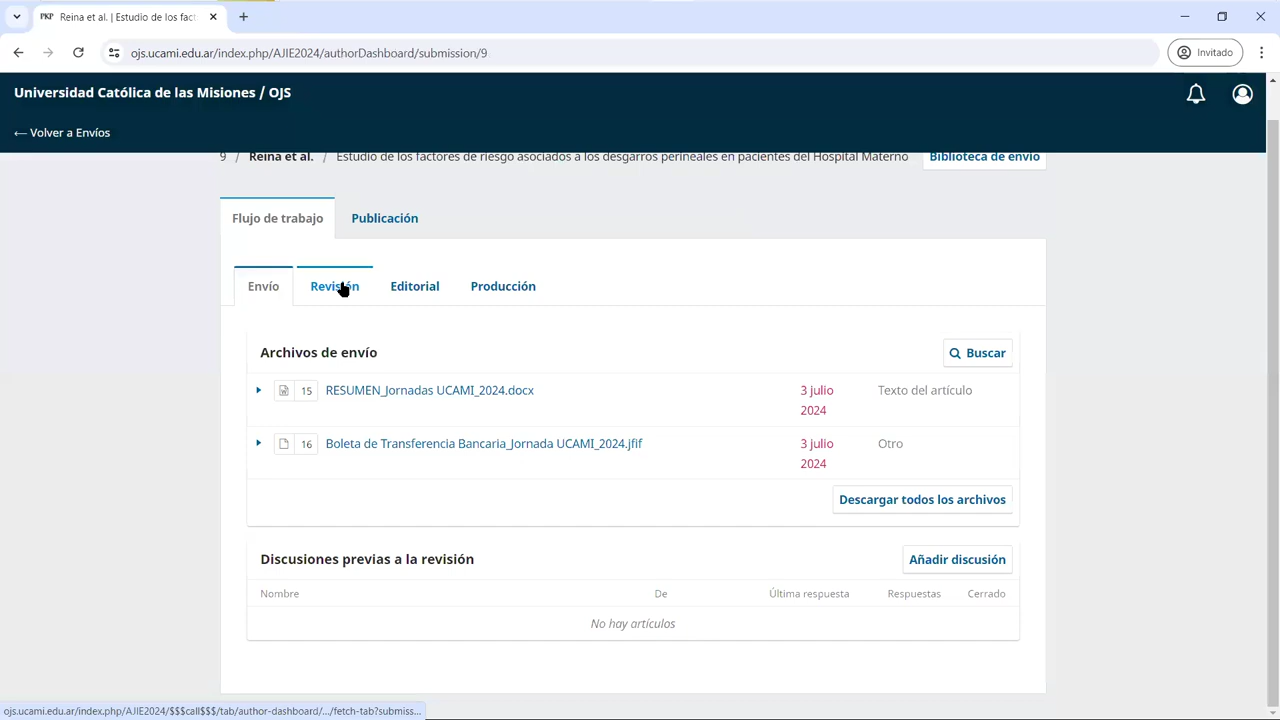 Reina et al. | Estudio de los fact
ojs.ucami.edu.ar/index.php/AJIE2024/authorDashboard/submission/9
Invitado
Universidad Católica de las Misiones / OJS
← Volver a Envíos
9 / Reina et al. / Estudio de los factores de riesgo asociados a los desgarros perineales en pacientes del Hospital Materno
Biblioteca de envío
Flujo de trabajo
Publicación
Envío
Revisión
Editorial
Producción
Archivos de envío
Buscar
15 RESUMEN_Jornadas UCAMI_2024.docx
3 julio
2024
Texto del artículo
16 Boleta de Transferencia Bancaria_Jornada UCAMI_2024.jfif
3 julio
2024
Otro
Descargar todos los archivos
Discusiones previas a la revisión
Añadir discusión
Nombre De Última respuesta Respuestas Cerrado
No hay artículos
ojs.ucami.edu.ar/index.php/AJIE2024/$$$call$$$/tab/author-dashboard/.../fetch-tab?submiss...